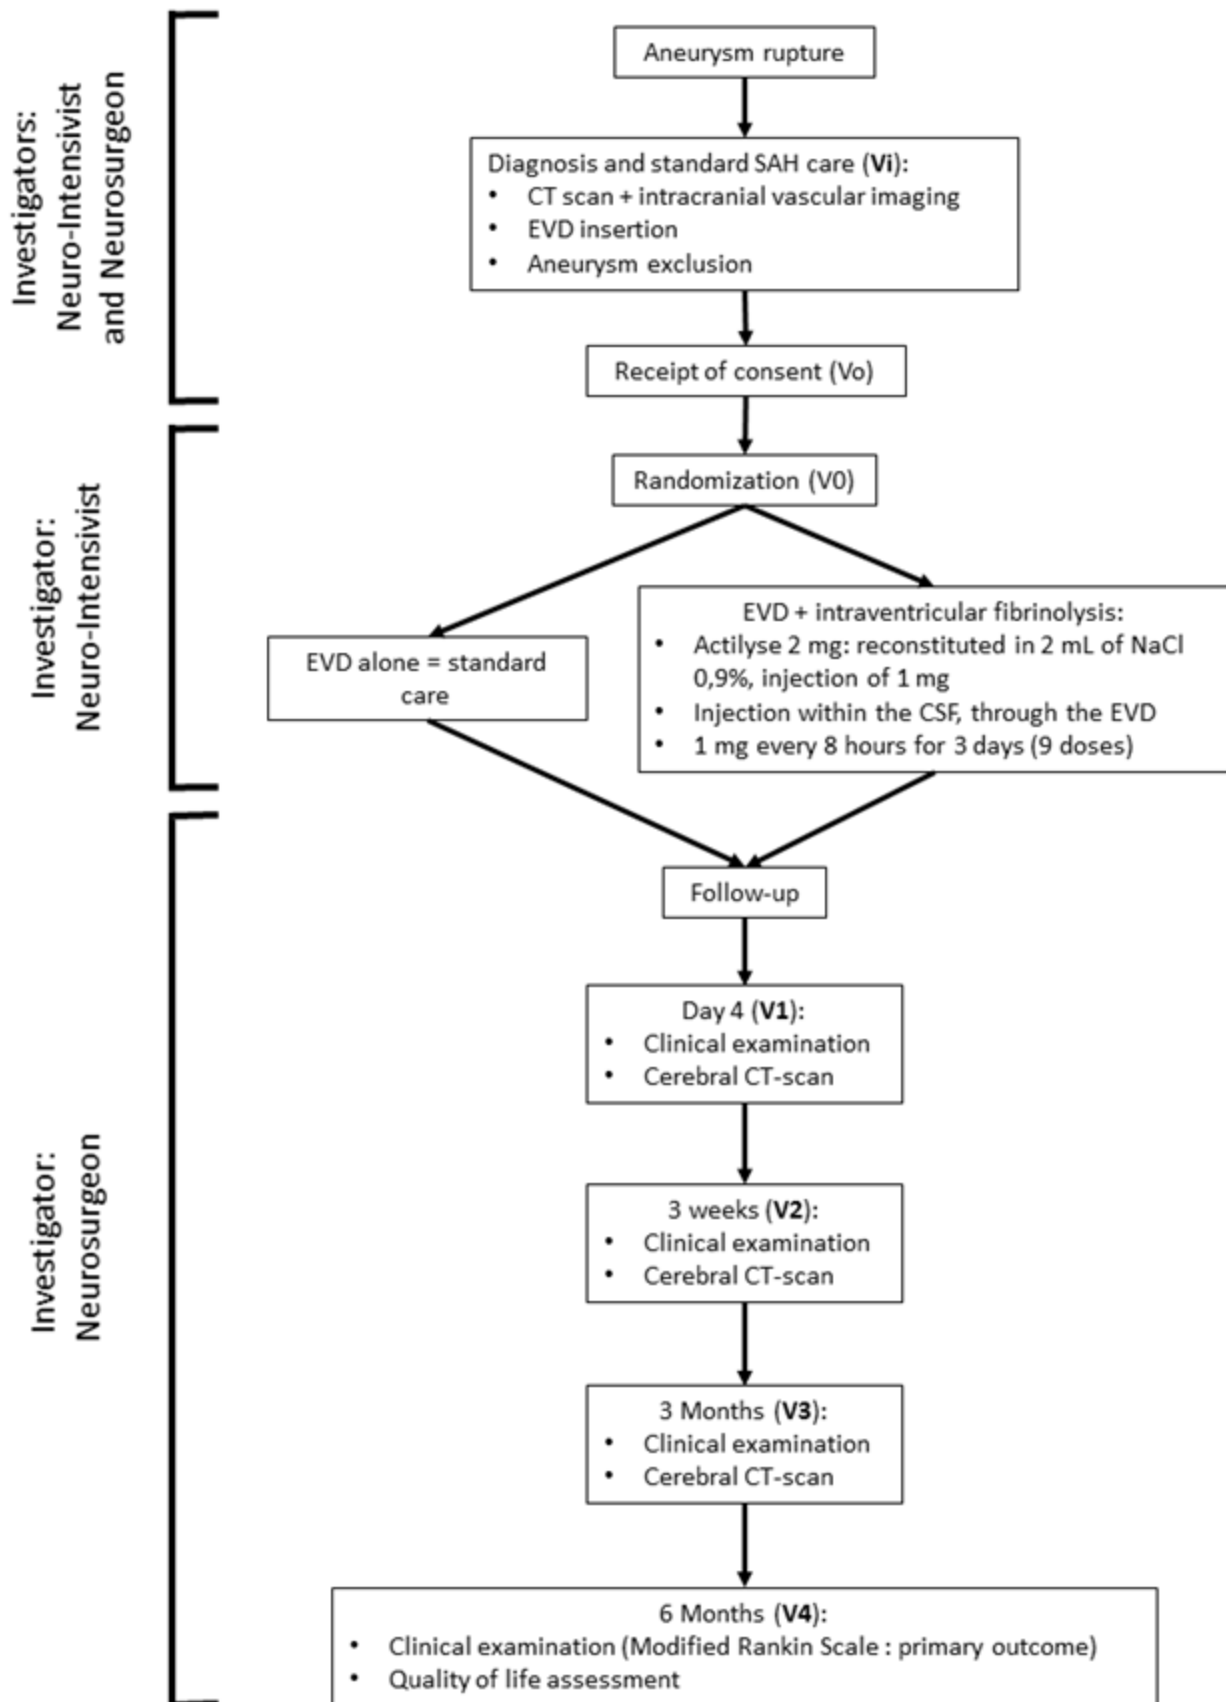 Investigators:
Neuro-Intensivist
and Neurosurgeon
Aneurysm rupture
Diagnosis and standard SAH care (Vi):
• CT scan + intracranial vascular imaging
• EVD insertion
• Aneurysm exclusion
Receipt of consent (Vo)
Investigator:
Neuro-Intensivist
Randomization (V0)
EVD alone = standard
care
EVD + intraventricular fibrinolysis:
• Actilyse 2 mg: reconstituted in 2 mL of NaCl
0,9%, injection of 1 mg
• Injection within the CSF, through the EVD
• 1 mg every 8 hours for 3 days (9 doses)
Investigator:
Neurosurgeon
Follow-up
Day 4 (V1):
• Clinical examination
• Cerebral CT-scan
3 weeks (V2):
• Clinical examination
• Cerebral CT-scan
3 Months (V3):
• Clinical examination
• Cerebral CT-scan
6 Months (V4):
• Clinical examination (Modified Rankin Scale : primary outcome)
• Quality of life assessment